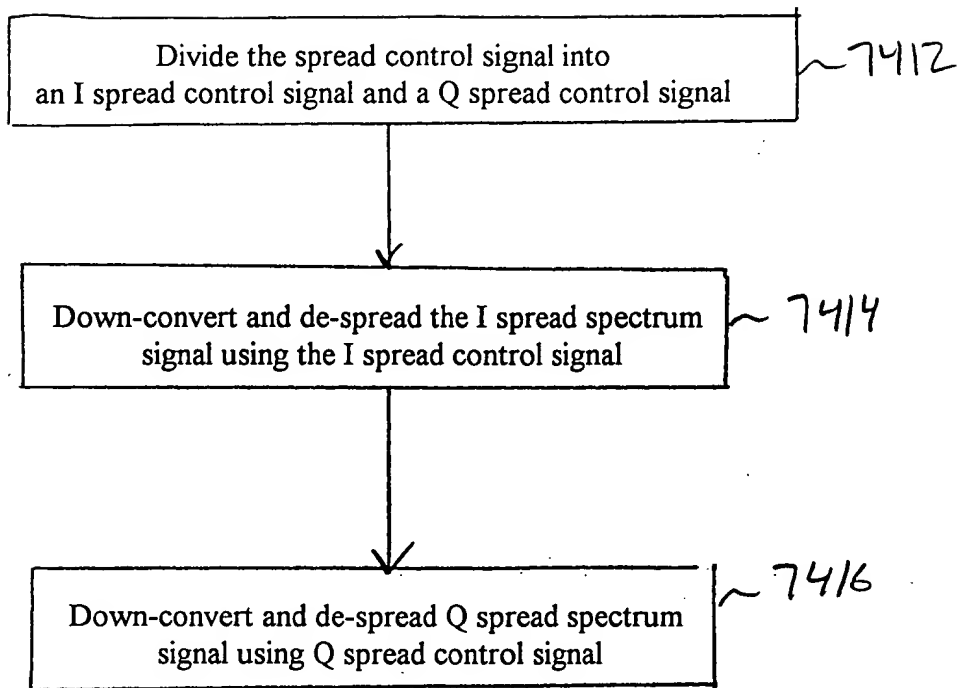 Divide the spread control signal into
an I spread control signal and a Q spread control signal
7412
Down-convert and de-spread the I spread spectrum
signal using the I spread control signal
7414
Down-convert and de-spread Q spread spectrum
signal using Q spread control signal
7416